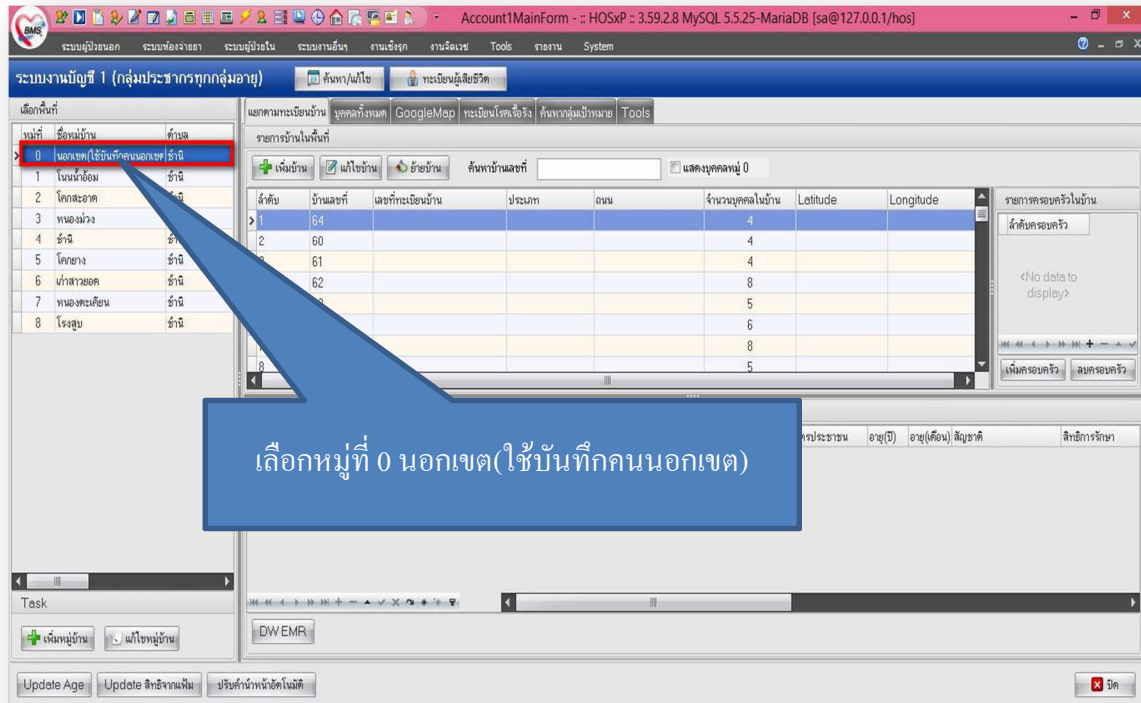 Account1MainForm - :: HOSxP :: 3.59.2.8 MySQL 5.5.25-MariaDB [sa@127.0.0.1/hos]
BMS
ระบบผู้ป่วยนอก ระบบห้องจ่ายยา ระบบผู้ป่วยใน ระบบงานอื่นๆ งานเชิงรุก งานจิตเวช Tools รายงาน System
ระบบงานบัญชี 1 (กลุ่มประชากรทุกกลุ่มอายุ) ค้นหา/แก้ไข ทะเบียนผู้เสียชีวิต
เลือกพื้นที่
แยกตามทะเบียนบ้าน บุคคลทั้งหมด GoogleMap ทะเบียนโรคเรื้อรัง ค้นหากลุ่มเป้าหมาย Tools
หมู่ที่ ชื่อหมู่บ้าน ตำบล
0 นอกเขต(ใช้บันทึกคนนอกเขต ชำนิ
1 โนนน้ำอ้อม ชำนิ
2 โคกสะอาด
3 หนองม่วง
4 ชำนิ
5 โคกยาง ชำนิ
6 เก่าสาวยอด ชำนิ
7 หนองตะเคียน ชำนิ
8 โรงสูบ ชำนิ
รายการบ้านในพื้นที่
เพิ่มบ้าน แก้ไขบ้าน ย้ายบ้าน ค้นหาบ้านเลขที่ แสดงบุคคลหมู่ 0
ลำดับ บ้านเลขที่ เลขที่ทะเบียนบ้าน ประเภท ถนน จำนวนบุคคลในบ้าน Latitude Longitude
1 64 4
2 60 4
61 4
62 8
5
6
8
8 5
รายการครอบครัวในบ้าน
ลำดับครอบครัว
<No data to
display>
เพิ่มครอบครัว ลบครอบครัว
อายุ(ปี) อายุ(เดือน) สัญชาติ สิทธิการรักษา
เลือกหมู่ที่ 0 นอกเขต(ใช้บันทึกคนนอกเขต)
Task
เพิ่มหมู่บ้าน แก้ไขหมู่บ้าน
DW EMR
Update Age Update สิทธิจากแฟ้ม ปรับคำนำหน้าอัตโนมัติ ปิด